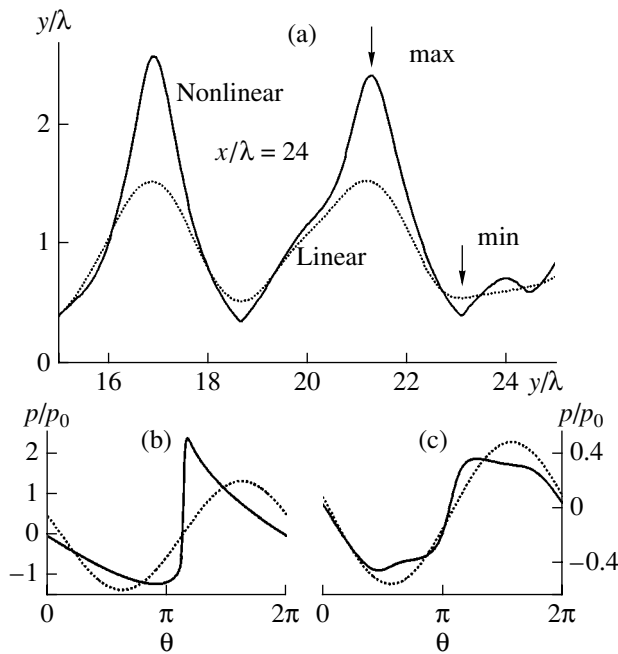 y/λ
(a)
max
Nonlinear
2
x/λ = 24
min
1
Linear
0
16 18 20 22 24 y/λ
p/p0 (b) (c) p/p0
2 0.4
1
0 0
−1 −0.4
0 π 2π 0 π 2π
θ θ